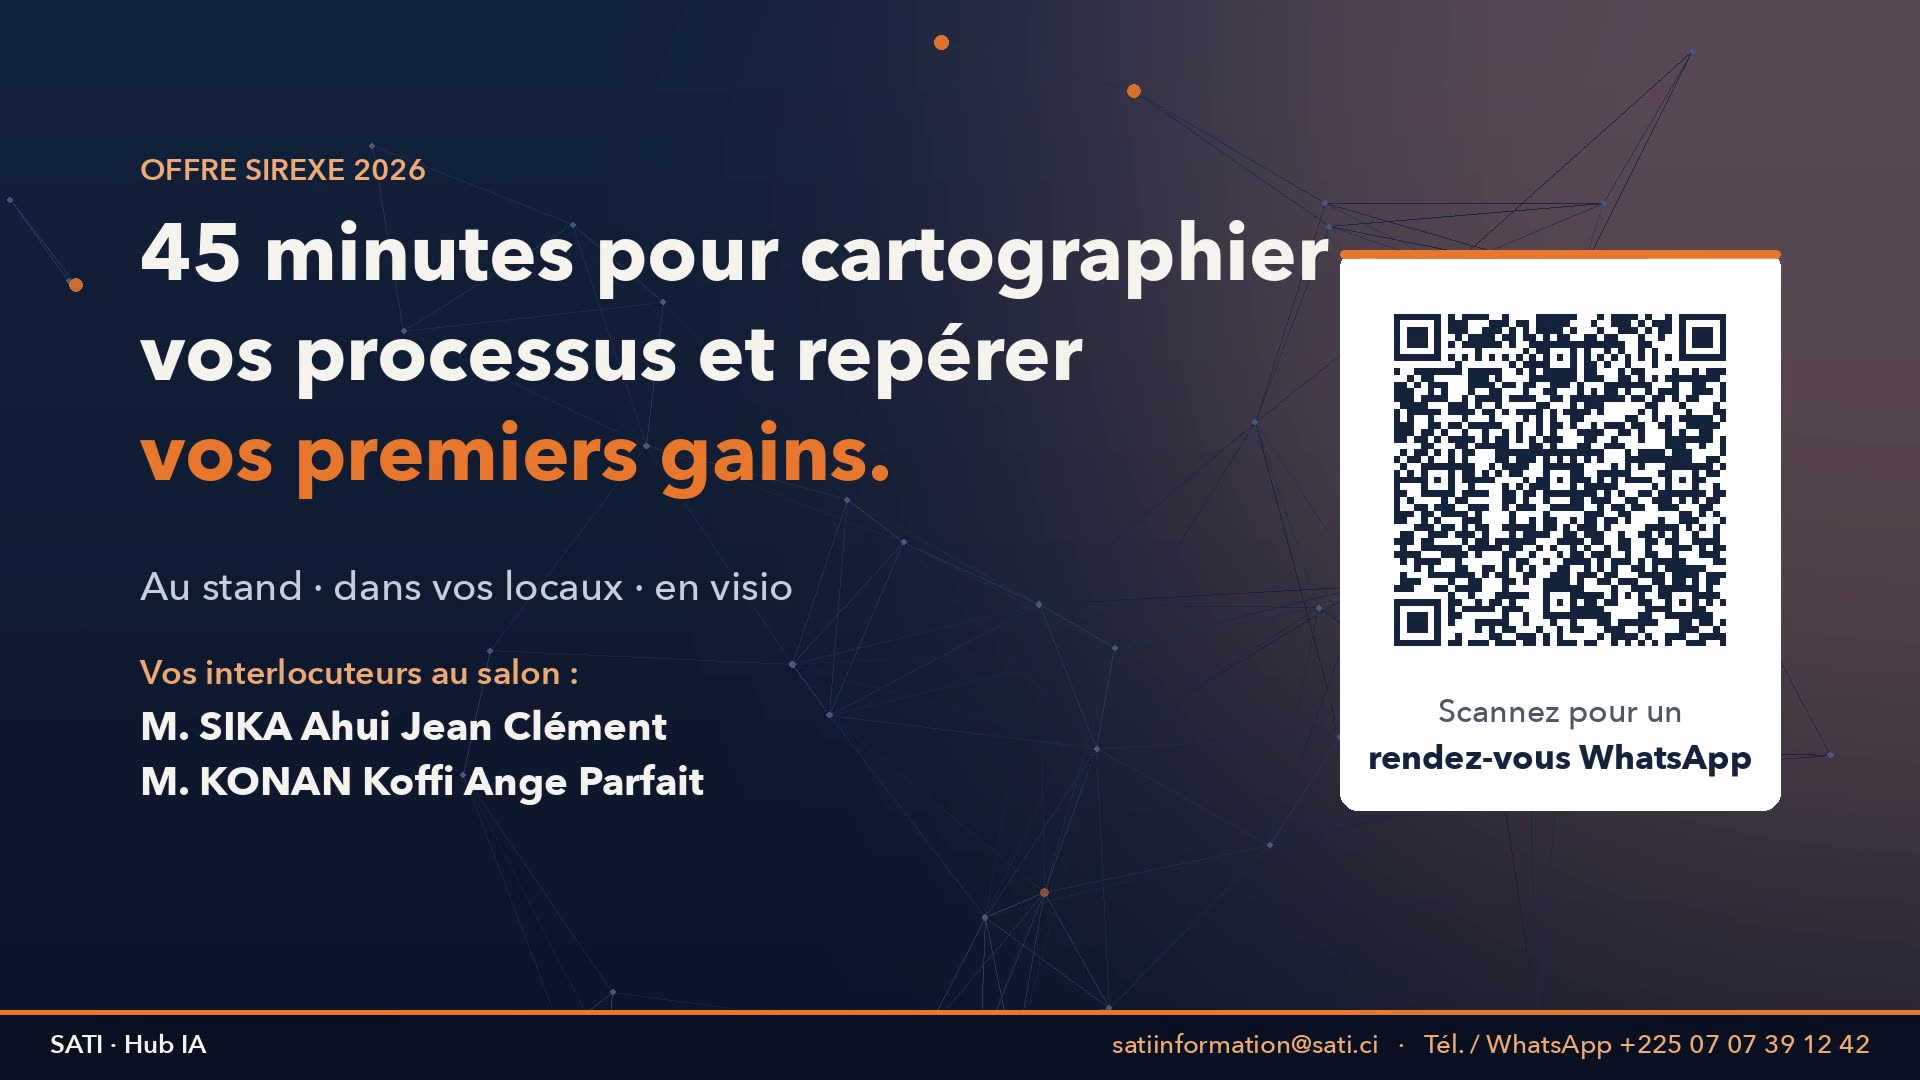 OFFRE SIREXE 2026
45 minutes pour cartographier
vos processus et repérer
vos premiers gains.
Au stand · dans vos locaux · en visio
Vos interlocuteurs au salon :
M. SIKA Ahui Jean Clément
M. KONAN Koffi Ange Parfait
Scannez pour un
rendez-vous WhatsApp
SATI · Hub IA
satiinformation@sati.ci · Tél. / WhatsApp +225 07 07 39 12 42